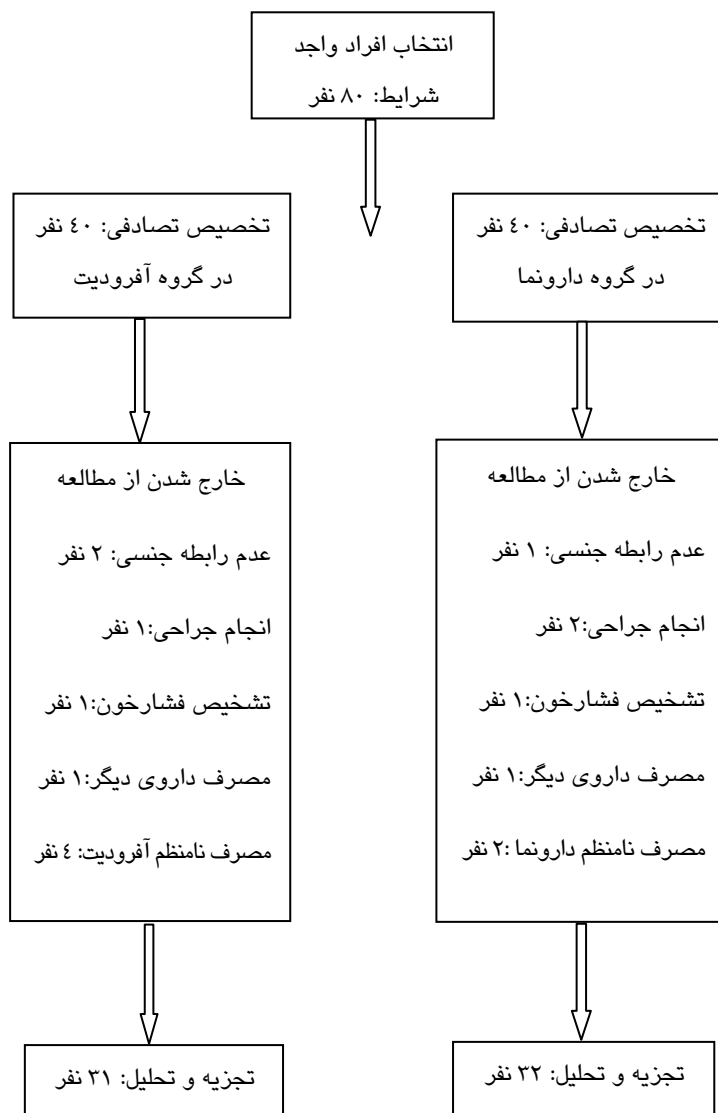 انتخاب افراد واجد
شرایط: ۸۰ نفر
تخصیص تصادفی: ٤۰ نفر
در گروه دارونما
تخصیص تصادفی: ٤۰ نفر
در گروه آفرودیت
خارج شدن از مطالعه
عدم رابطه جنسی: ۱ نفر
انجام جراحی:۲ نفر
تشخیص فشارخون:۱ نفر
مصرف داروی دیگر:۱ نفر
مصرف نامنظم دارونما :۲ نفر
خارج شدن از مطالعه
عدم رابطه جنسی: ۲ نفر
انجام جراحی:۱ نفر
تشخیص فشارخون:۱ نفر
مصرف داروی دیگر:۱ نفر
مصرف نامنظم آفرودیت: ٤ نفر
تجزیه و تحلیل: ۳۲ نفر
تجزیه و تحلیل: ۳۱ نفر